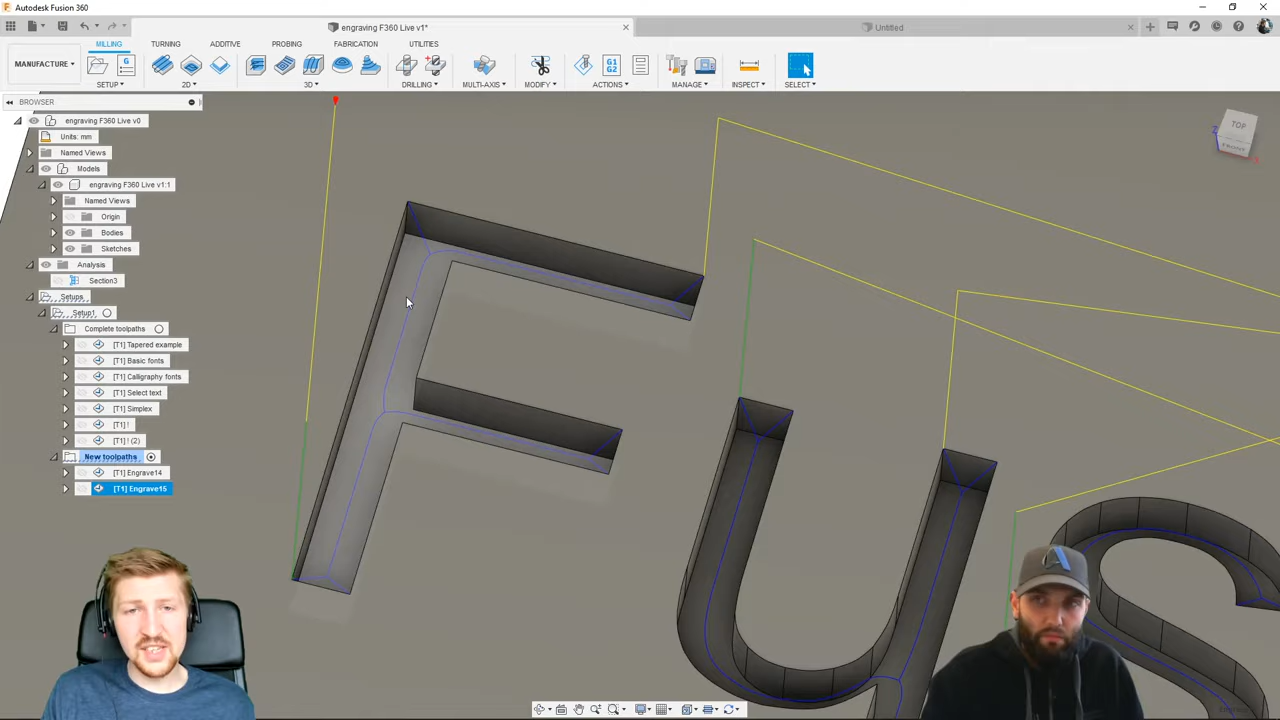 Autodesk Fusion 360
engraving F360 Live v1*
Untitled
MILLING TURNING ADDITIVE PROBING FABRICATION UTILITIES
MANUFACTURE
SETUP 2D 3D DRILLING MULTI-AXIS MODIFY ACTIONS MANAGE INSPECT SELECT
G1
G2
BROWSER
engraving F360 Live v0
Units: mm
Named Views
Models
engraving F360 Live v1:1
Named Views
Origin
Bodies
Sketches
Analysis
Section3
Setups
Setup1
Complete toolpaths
[T1] Tapered example
[T1] Basic fonts
[T1] Calligraphy fonts
[T1] Select text
[T1] Simplex
[T1] !
[T1] ! (2)
New toolpaths
[T1] Engrave14
[T1] Engrave15
TOP
Fus